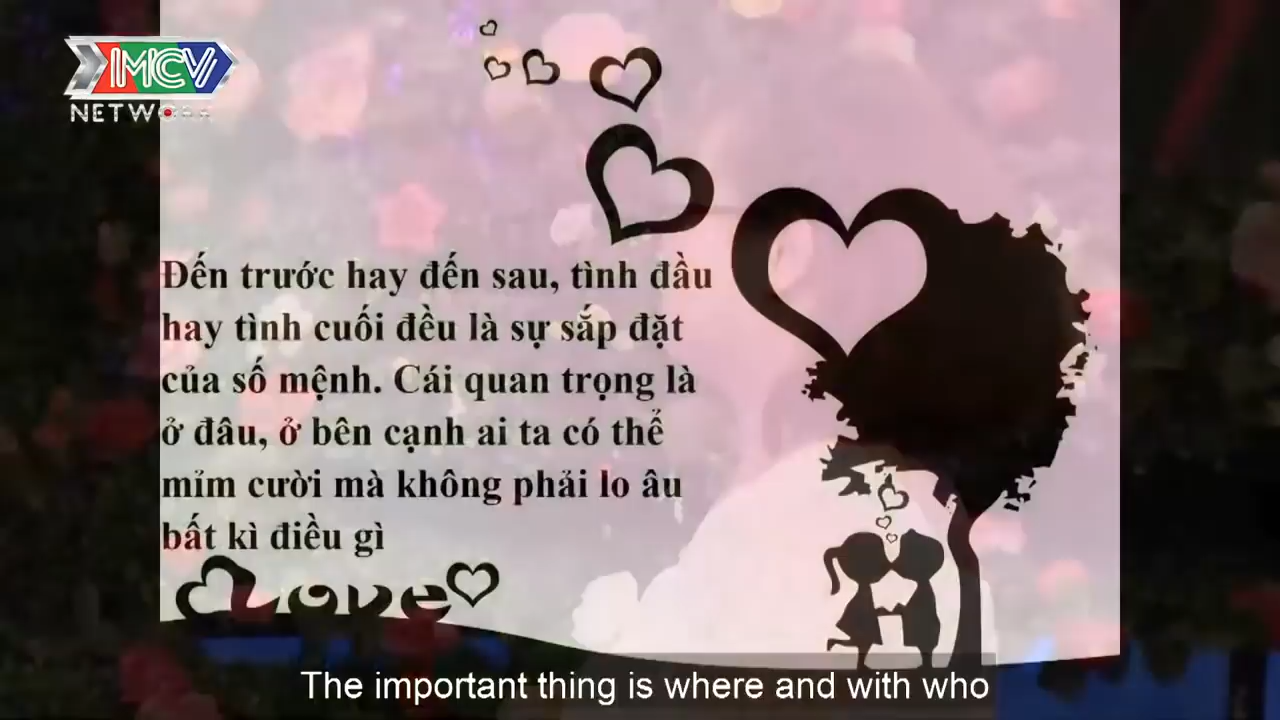 MCV
NETWORK
Đến trước hay đến sau, tình đầu
hay tình cuối đều là sự sắp đặt
của số mệnh. Cái quan trọng là
ở đâu, ở bên cạnh ai ta có thể
mỉm cười mà không phải lo âu
bất kì điều gì
Love
The important thing is where and with who